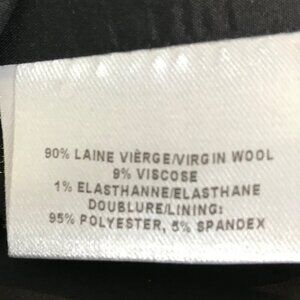 90% LAINE VIÈRGE/VIRGIN WOOL
9% VISCOSE
1% ELASTHANNE/ELASTHANE
DOUBLURE/LINING:
95% POLYESTER, 5% SPANDEX